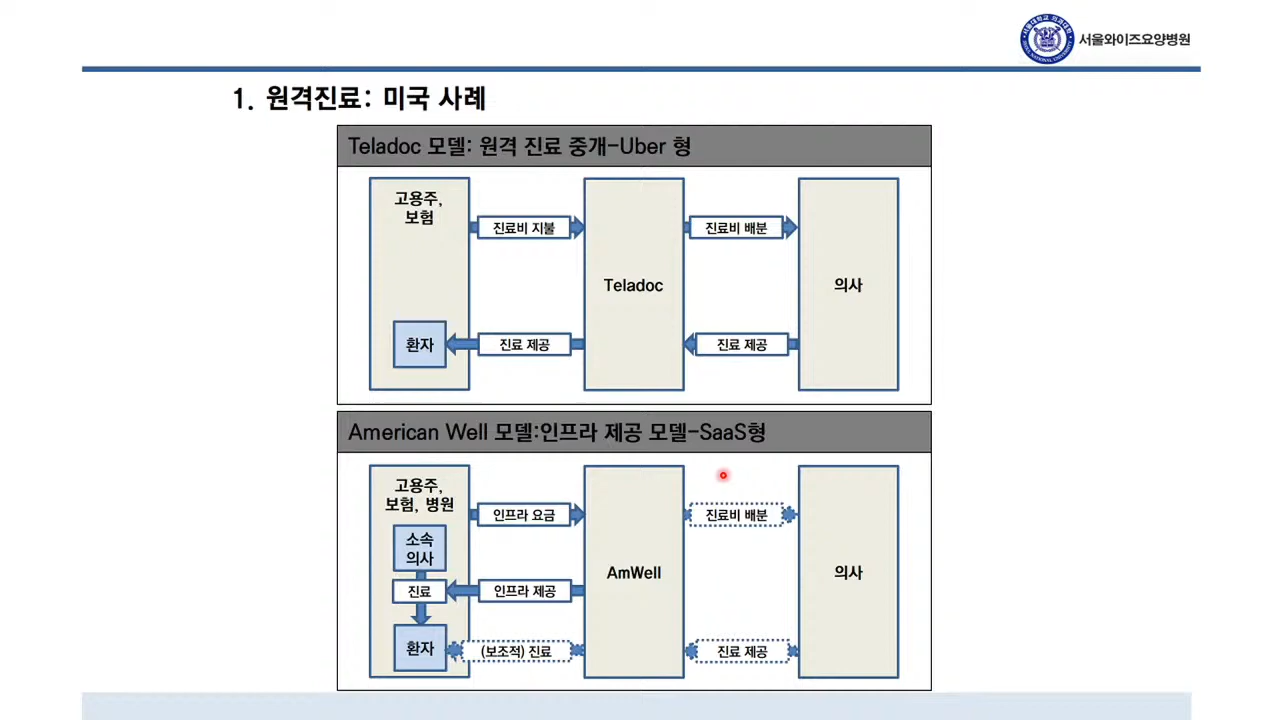 서울와이즈요양병원
1. 원격진료: 미국 사례
Teladoc 모델: 원격 진료 중개-Uber 형
고용주,
보험
진료비 지불
진료비 배분
Teladoc
의사
환자
진료 제공
진료 제공
American Well 모델:인프라 제공 모델-SaaS형
고용주,
보험, 병원
인프라 요금
진료비 배분
소속
의사
AmWell
의사
진료
인프라 제공
환자
(보조적) 진료
진료 제공